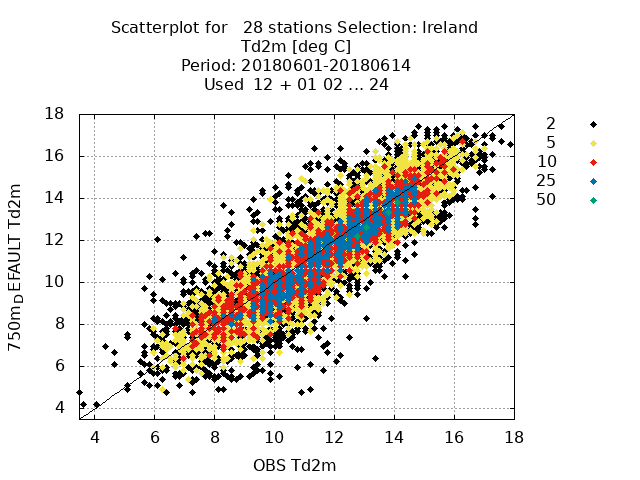 Scatterplot for   28 stations Selection: Ireland
Td2m [deg C]
Period: 20180601-20180614
Used  12 + 01 02 ... 24
18
16
14
12
10
8
6
4
750m_DEFAULT Td2m
2
5
10
25
50
4 6 8 10 12 14 16 18
OBS Td2m